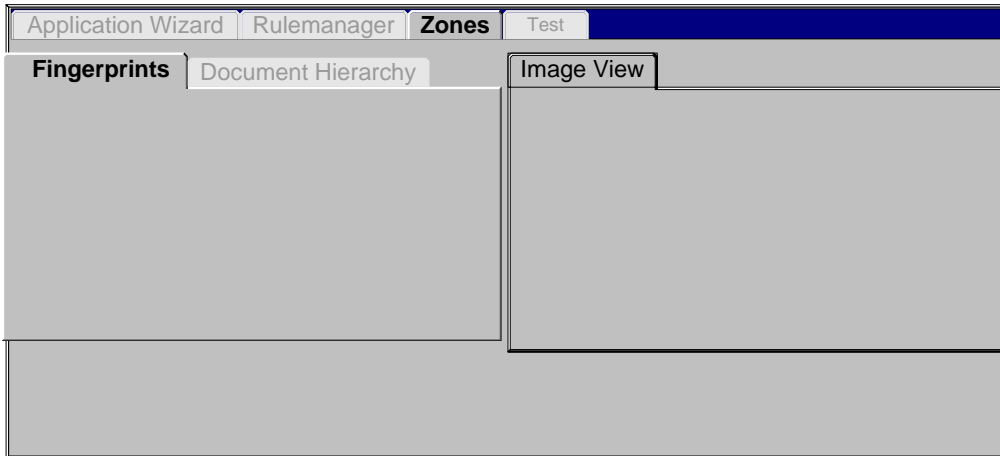 Application Wizard Rulemanager Zones Test
Fingerprints Document Hierarchy Image View